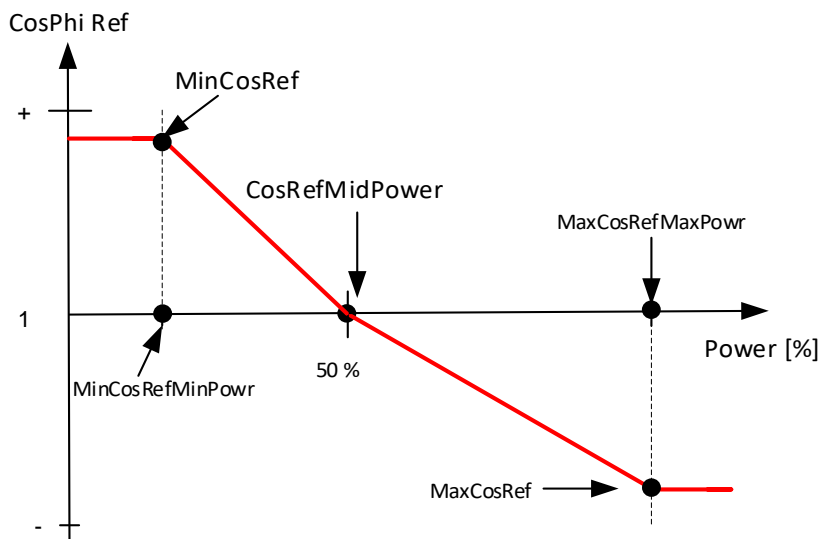 CosPhi Ref
MinCosRef
+
CosRefMidPower
MaxCosRefMaxPowr
1
Power [%]
50 %
MinCosRefMinPowr
MaxCosRef
-